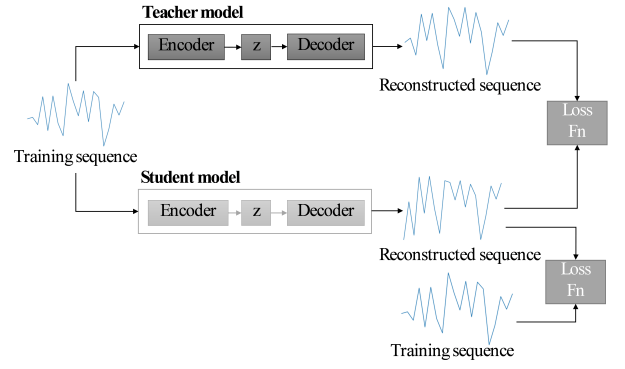 Teacher model
Encoder
z
Decoder
Reconstructed sequence
Loss
Fn
Training sequence
Student model
Encoder
z
Decoder
Reconstructed sequence
Loss
Fn
Training sequence